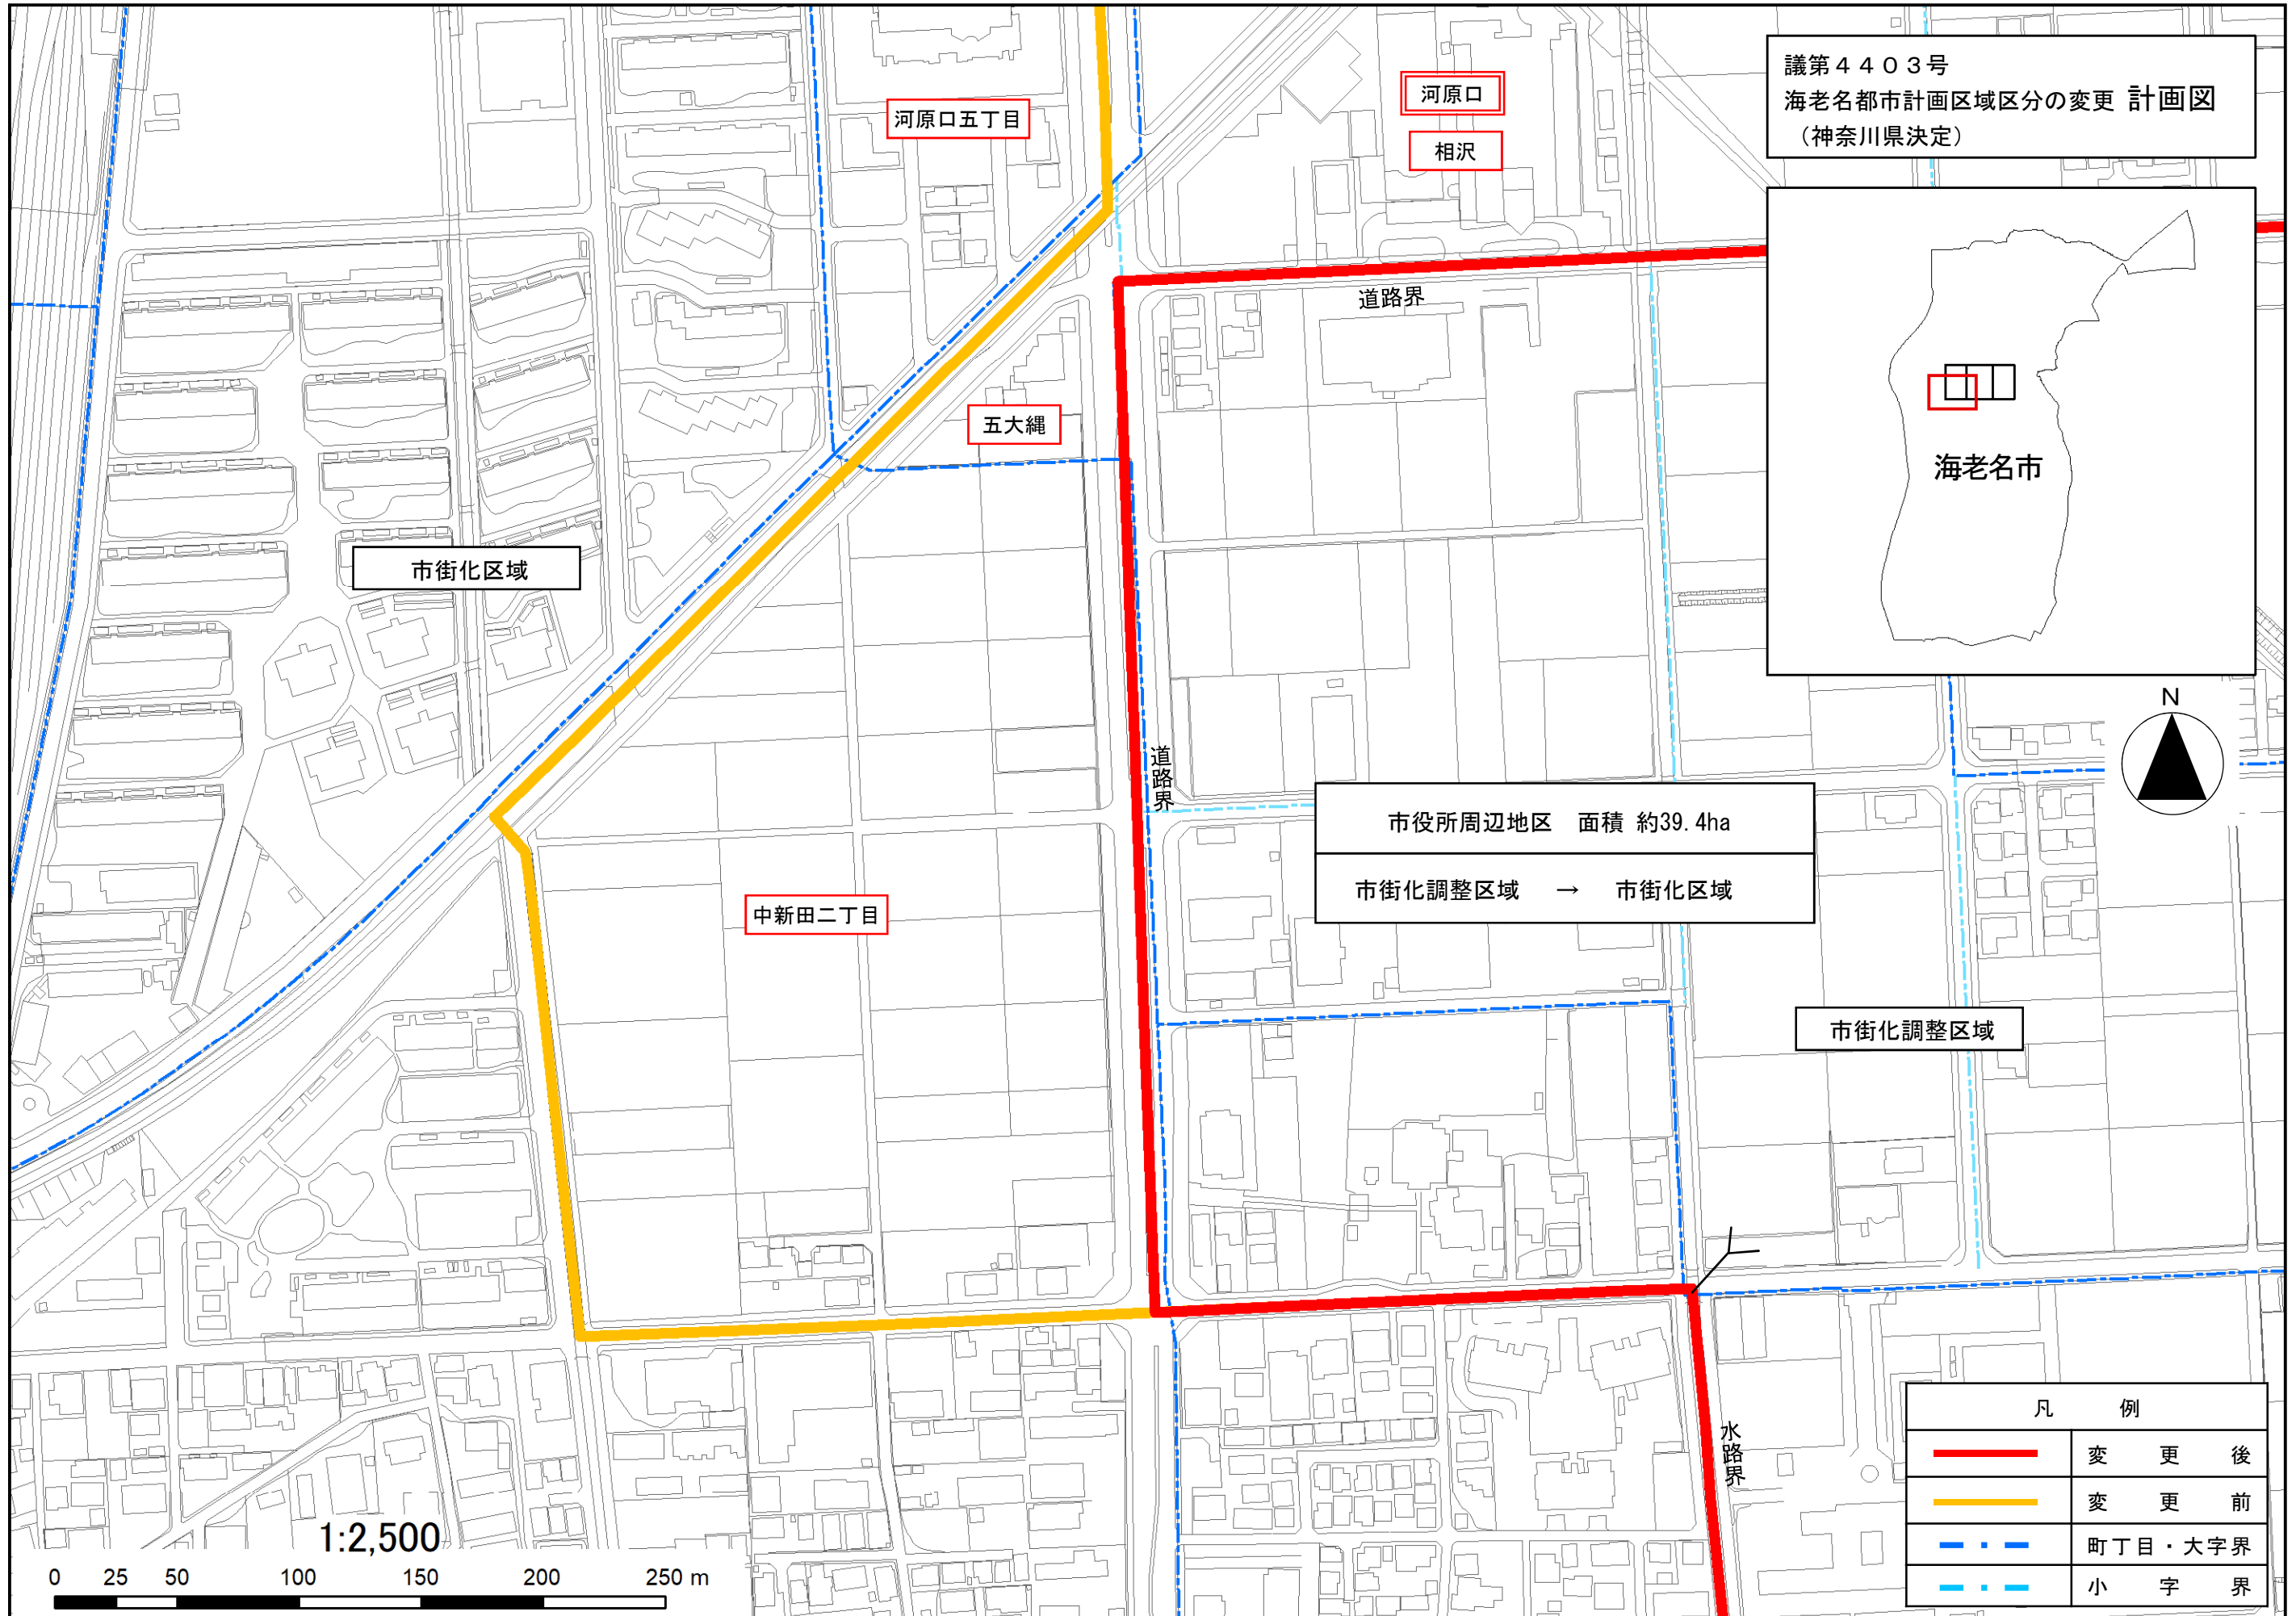 議第４４０３号
海老名都市計画区域区分の変更 計画図
（神奈川県決定）
河原口
相沢
河原口五丁目
道路界
五大縄
海老名市
市街化区域
N
道路界
市役所周辺地区　面積 約39.4ha
市街化調整区域　→　市街化区域
中新田二丁目
市街化調整区域
水路界
凡　例
変　更　後
変　更　前
町丁目・大字界
小　字　界
1:2,500
0 25 50 100 150 200 250 m